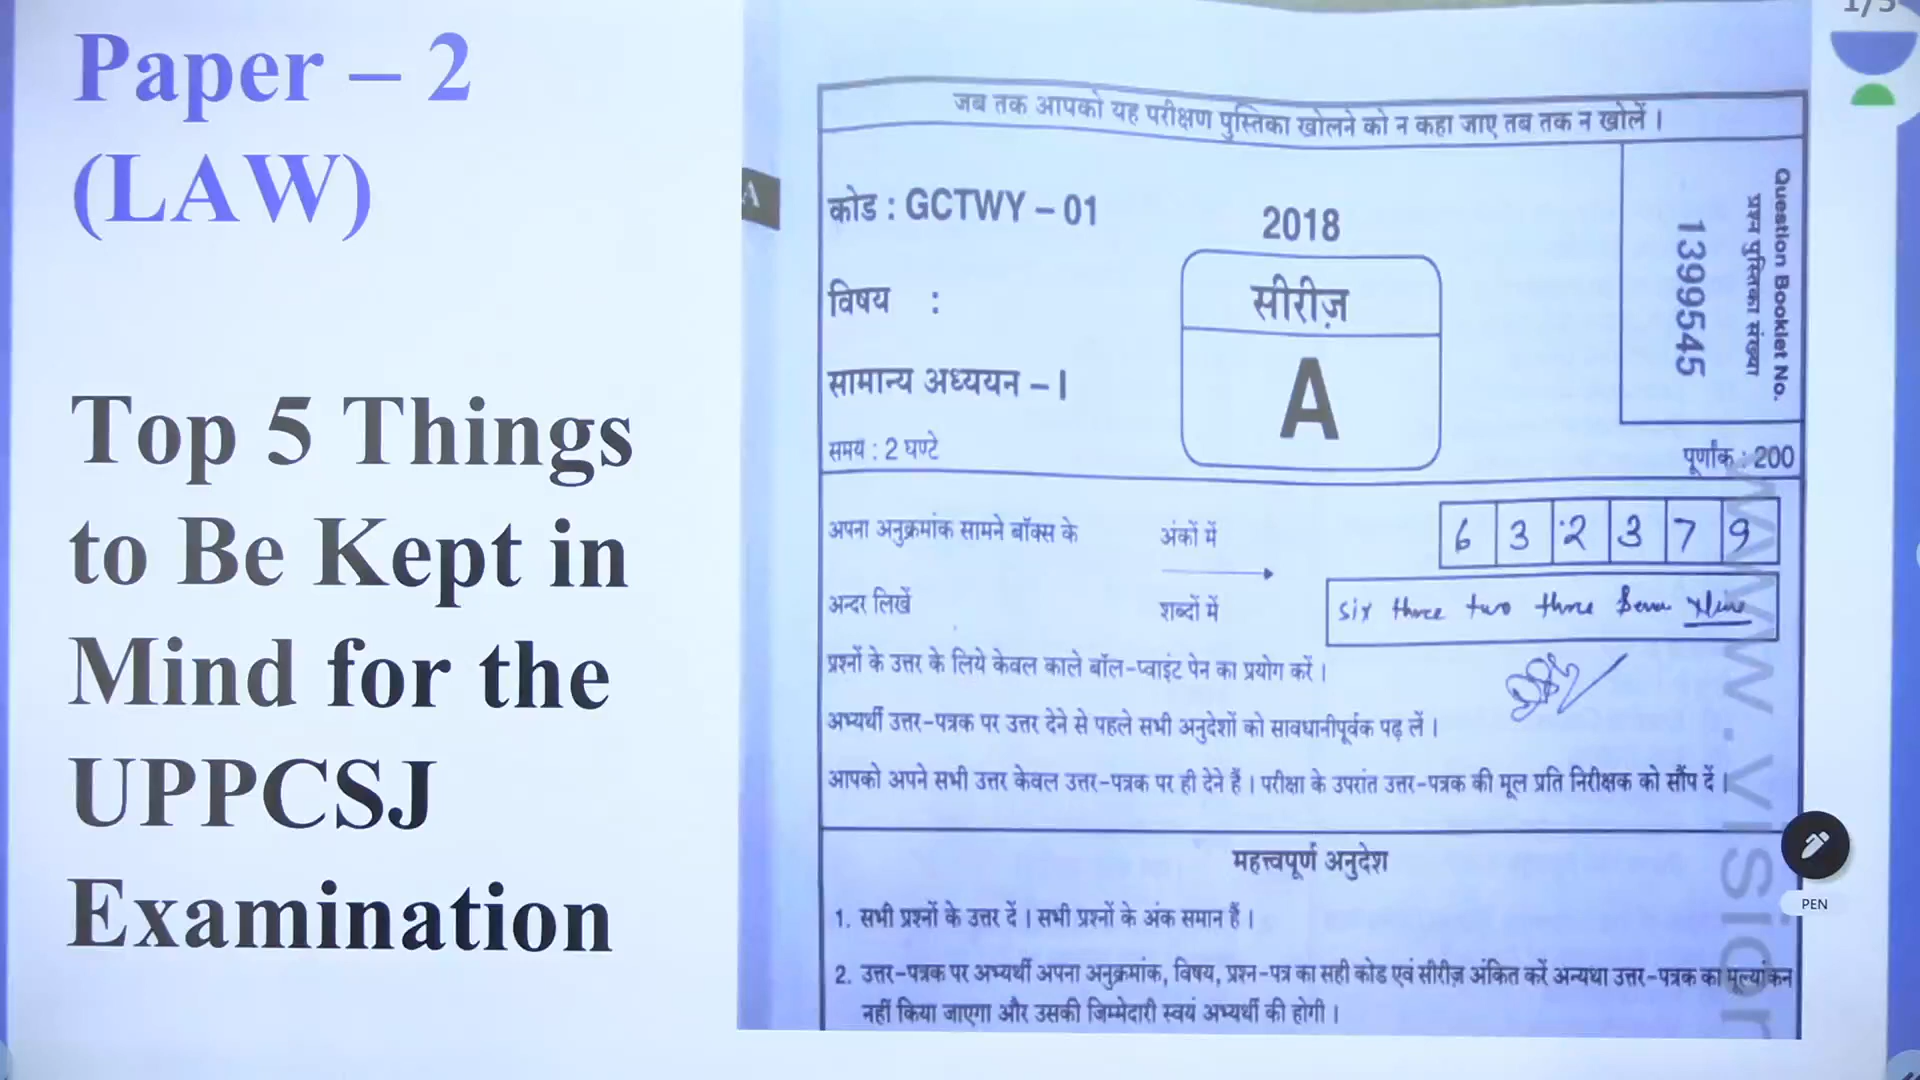 Paper – 2
(LAW)
Top 5 Things
to Be Kept in
Mind for the
UPPCSJ
Examination
1/5
जब तक आपको यह परीक्षण पुस्तिका खोलने को न कहा जाए तब तक न खोलें ।
A
कोड : GCTWY – 01
2018
विषय :
सीरीज़
A
सामान्य अध्ययन – I
समय : 2 घण्टे
पूर्णांक : 200
Question Booklet No.
प्रश्न पुस्तिका संख्या
1399545
अपना अनुक्रमांक सामने बॉक्स के
अंकों में
6 3 2 3 7 9
अन्दर लिखें
शब्दों में
six three two three
प्रश्नों के उत्तर के लिये केवल काले बॉल-प्वाइंट पेन का प्रयोग करें ।
अभ्यर्थी उत्तर-पत्रक पर उत्तर देने से पहले सभी अनुदेशों को सावधानीपूर्वक पढ़ लें ।
आपको अपने सभी उत्तर केवल उत्तर-पत्रक पर ही देने हैं । परीक्षा के उपरांत उत्तर-पत्रक की मूल प्रति निरीक्षक को सौंप दें ।
महत्त्वपूर्ण अनुदेश
1. सभी प्रश्नों के उत्तर दें । सभी प्रश्नों के अंक समान हैं ।
2. उत्तर-पत्रक पर अभ्यर्थी अपना अनुक्रमांक, विषय, प्रश्न-पत्र का सही कोड एवं सीरीज़ अंकित करें अन्यथा उत्तर-पत्रक का मूल्यांकन
नहीं किया जाएगा और उसकी जिम्मेदारी स्वयं अभ्यर्थी की होगी ।
PEN